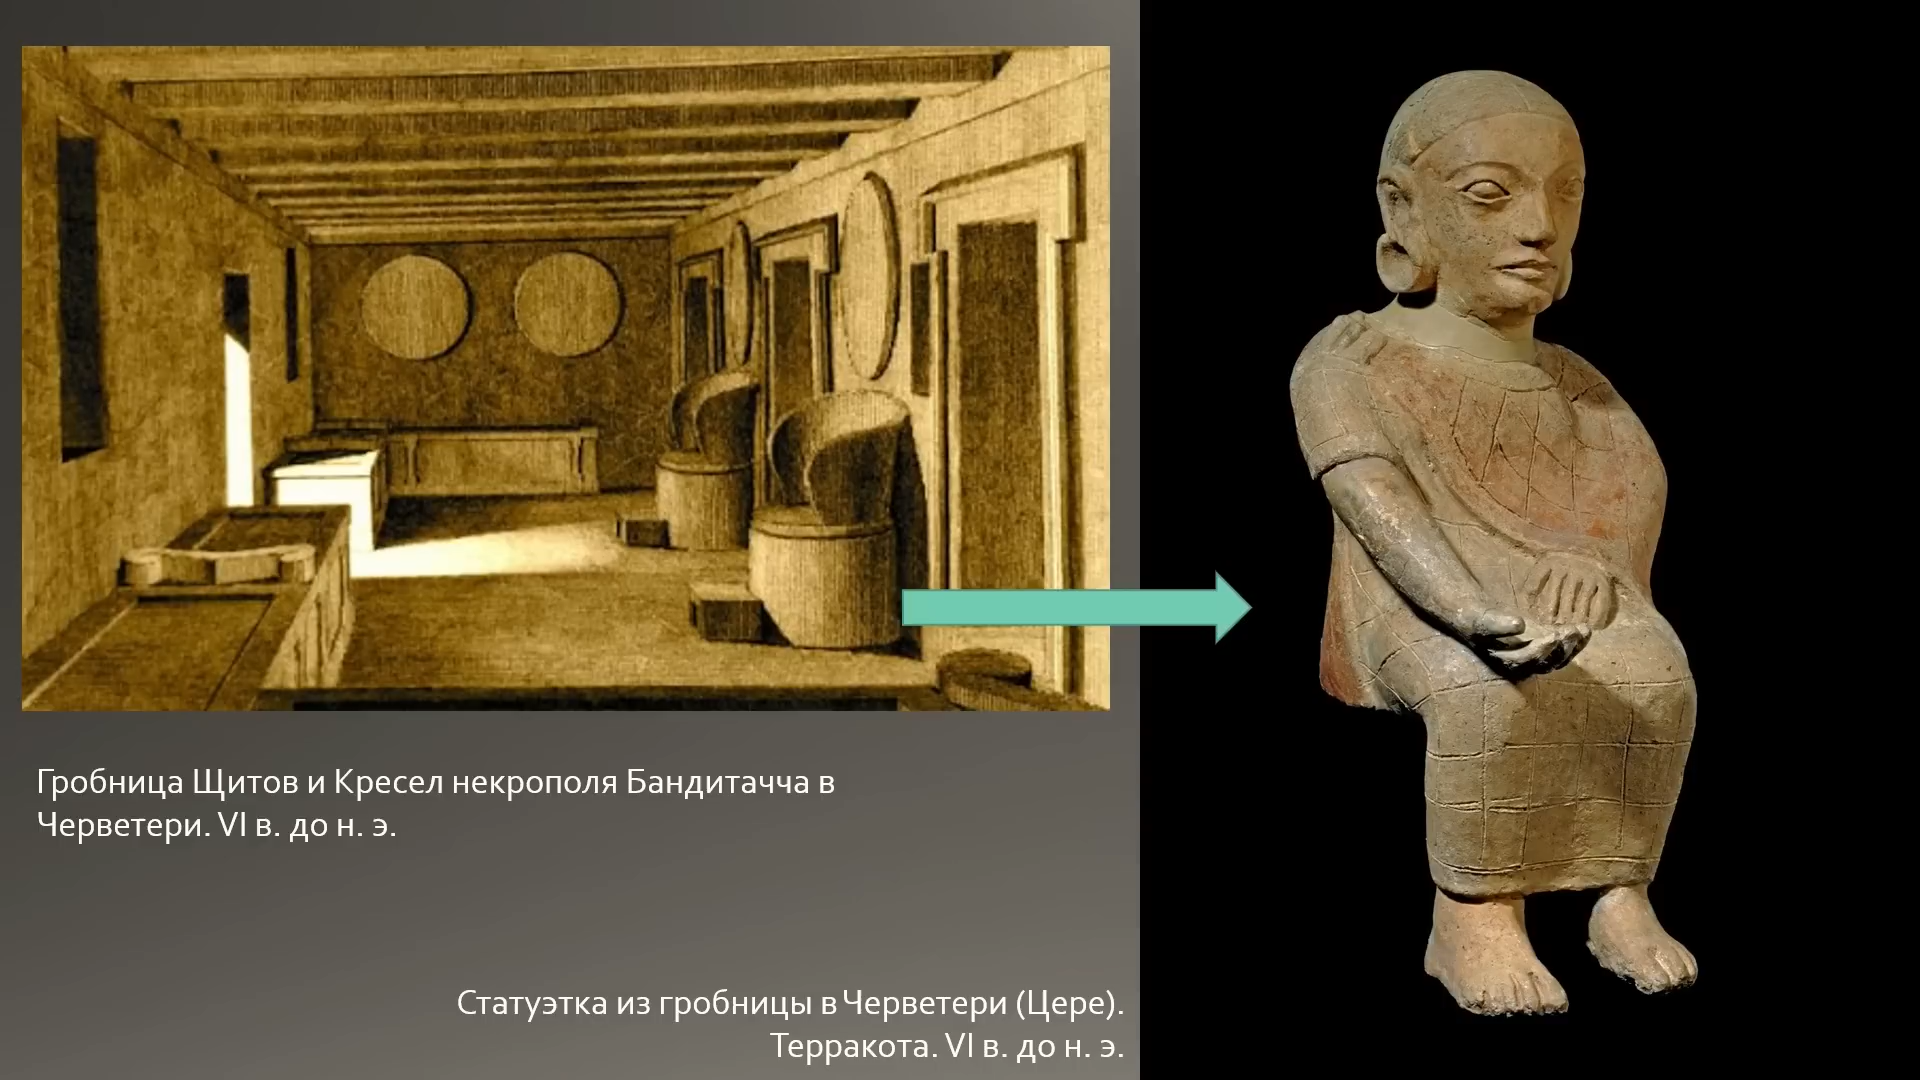 Гробница Щитов и Кресел некрополя Бандитачча в
Черветери. VI в. до н. э.
Статуэтка из гробницы в Черветери (Цере).
Терракота. VI в. до н. э.